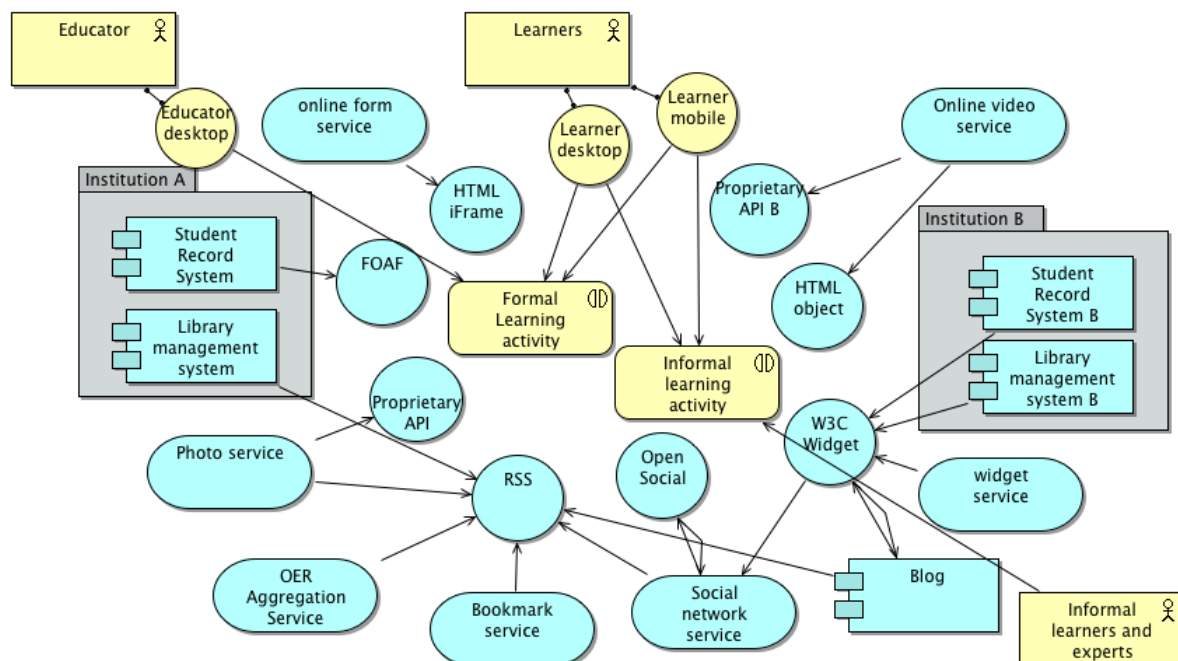 Educator
Learners
Educator
desktop
online form
service
Learner
desktop
Learner
mobile
Online video
service
Institution A
HTML
iFrame
Proprietary
API B
Institution B
Student
Record
System
FOAF
Formal
Learning
activity
HTML
object
Student
Record
System B
Library
management
system
Informal
learning
activity
Library
management
system B
Proprietary
API
W3C
Widget
Photo service
RSS
Open
Social
widget
service
OER
Aggregation
Service
Bookmark
service
Social
network
service
Blog
Informal
learners and
experts